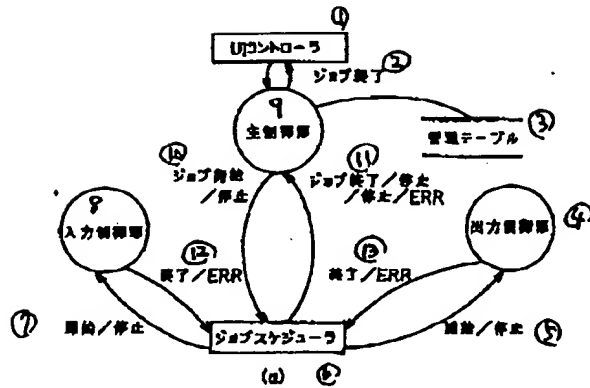 ①
UIコントローラ
②
ジョブ終了
9
主制御部
③
管理テーブル
⑩
ジョブ開始
/停止
⑪
ジョブ終了/停止
/停止/ERR
8
入力制御部
④
出力制御部
⑫
終了/ERR
⑬
終了/ERR
⑦
開始/停止
開始/停止
⑤
ジョブスケジューラ
(a)
⑥